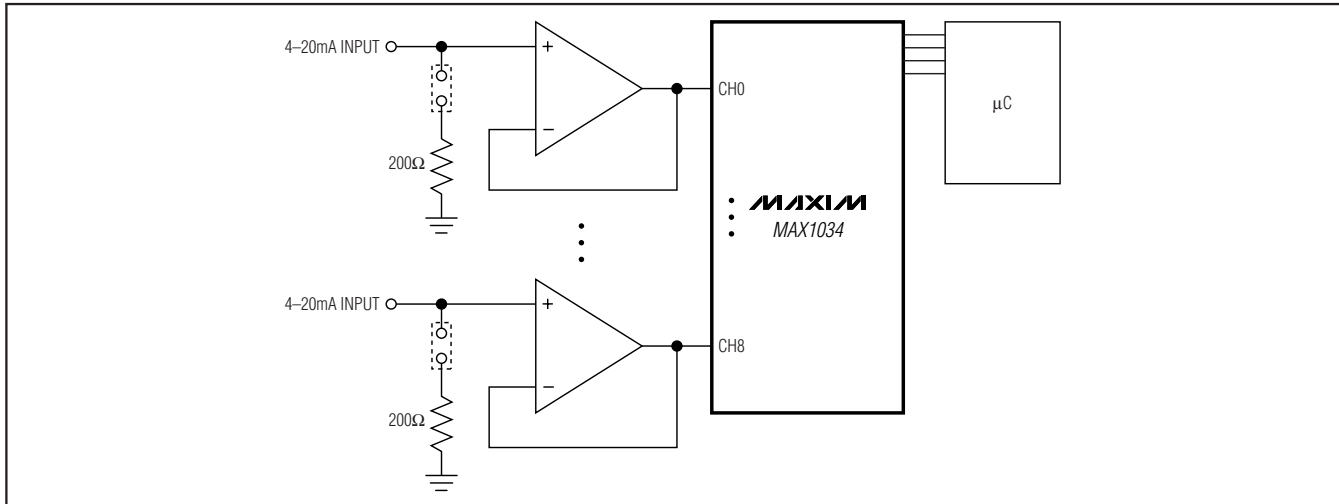 4–20mA INPUT
+
−
200Ω
CH0
µC
MAXIM
MAX1034
4–20mA INPUT
+
−
200Ω
CH8